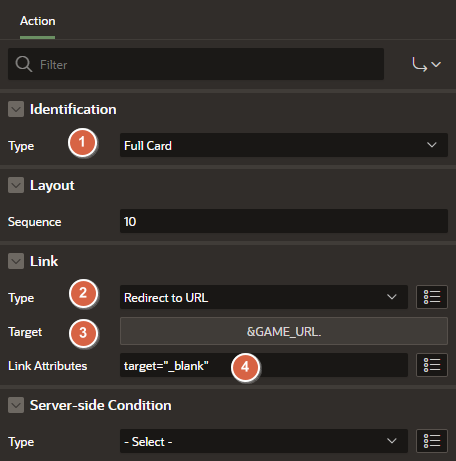 Action
Filter
Identification
Type 1 Full Card
Layout
Sequence 10
Link
Type 2 Redirect to URL
Target 3 &GAME_URL.
Link Attributes target="_blank" 4
Server-side Condition
Type - Select -